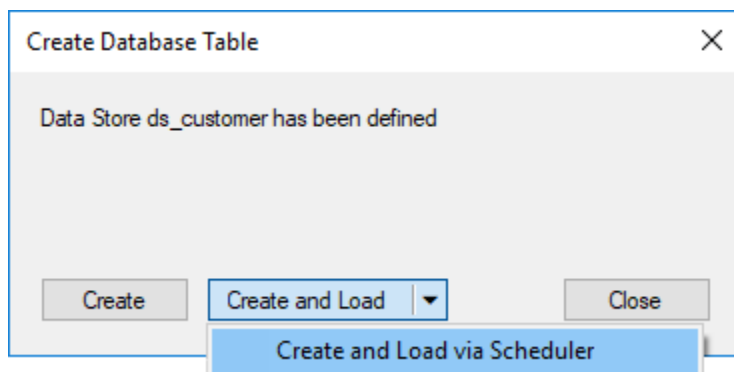 Create Database Table
Data Store ds_customer has been defined
Create Create and Load Close
Create and Load via Scheduler